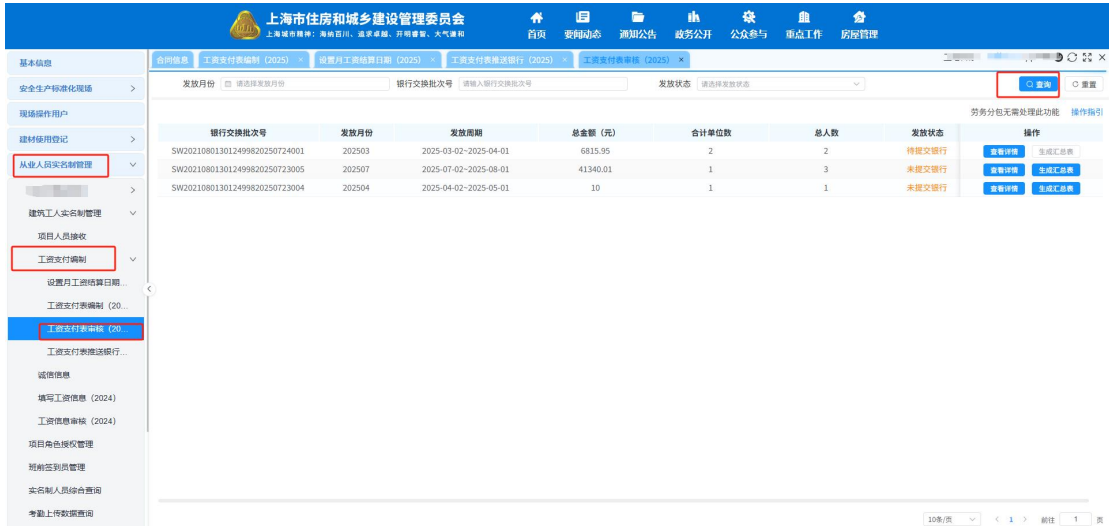 上海市住房和城乡建设管理委员会
上海城市精神：海纳百川、追求卓越、开明睿智、大气谦和
首页 要闻动态 通知公告 政务公开 公众参与 重点工作 房屋管理
基本信息
安全生产标准化现场
现场操作用户
建材使用登记
从业人员实名制管理
建筑工人实名制管理
项目人员接收
工资支付编制
设置月工资结算日期...
工资支付表编制（20...
工资支付表审核（20...
工资支付表推送银行...
诚信信息
填写工资信息（2024）
工资信息审核（2024）
项目角色授权管理
班前签到员管理
实名制人员综合查询
考勤上传数据查询
合同信息 工资支付表编制（2025） × 设置月工资结算日期（2025） × 工资支付表推送银行（2025） × 工资支付表审核（2025） ×
发放月份 请选择发放月份 银行交换批次号 请输入银行交换批次号 发放状态 请选择发放状态 查询 重置
劳务分包无需处理此功能 操作指引
银行交换批次号 发放月份 发放周期 总金额（元） 合计单位数 总人数 发放状态 操作
SW202108013012499820250724001 202503 2025-03-02~2025-04-01 6815.95 2 2 待提交银行 查看详情 生成汇总表
SW202108013012499820250723005 202507 2025-07-02~2025-08-01 41340.01 1 3 未提交银行 查看详情 生成汇总表
SW202108013012499820250723004 202504 2025-04-02~2025-05-01 10 1 1 未提交银行 查看详情 生成汇总表
10条/页 1 前往 1 页